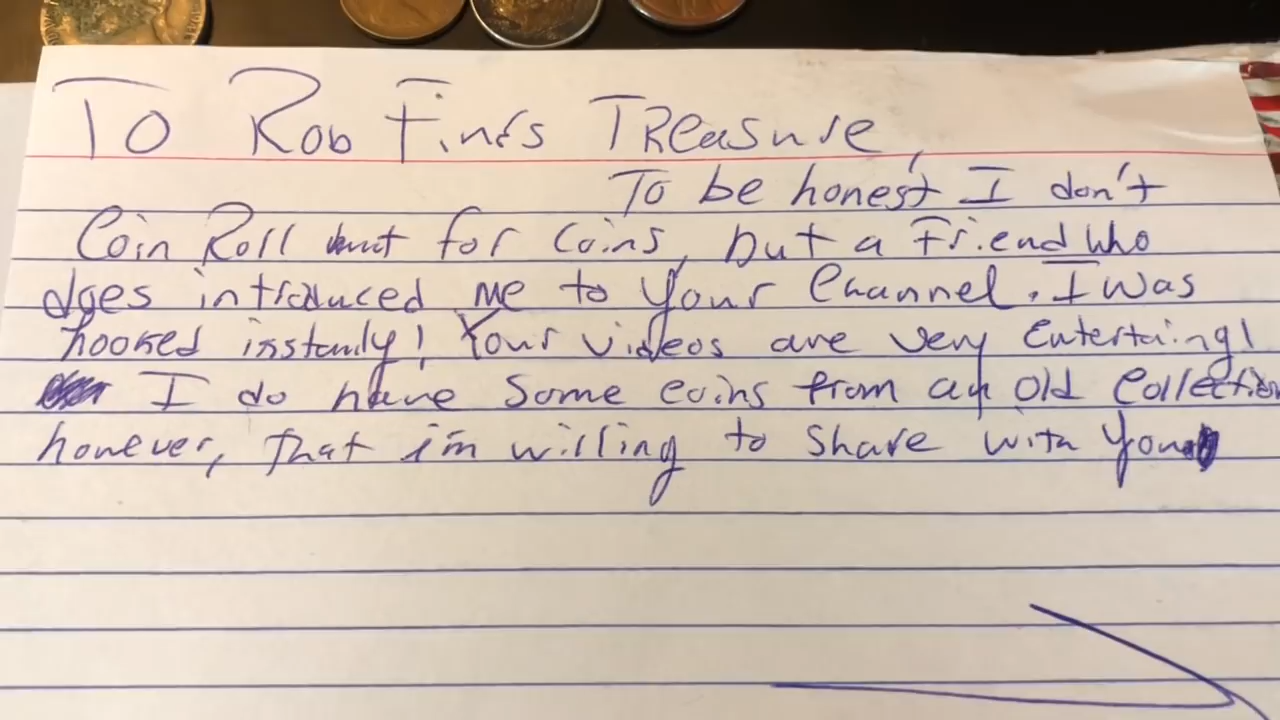 To Rob Finds Treasure,
To be honest I don't
Coin Roll hunt for Coins, but a Friend who
does introduced me to Your Channel. I was
hooked instanly! Your videos are very Entertaing!
I do have Some coins from an Old Collection
however, that i'm willing to Share with You